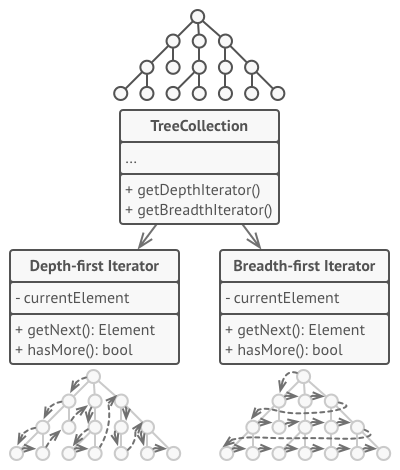 TreeCollection
...
+ getDepthIterator()
+ getBreadthIterator()
Depth-first Iterator
- currentElement
+ getNext(): Element
+ hasMore(): bool
Breadth-first Iterator
- currentElement
+ getNext(): Element
+ hasMore(): bool